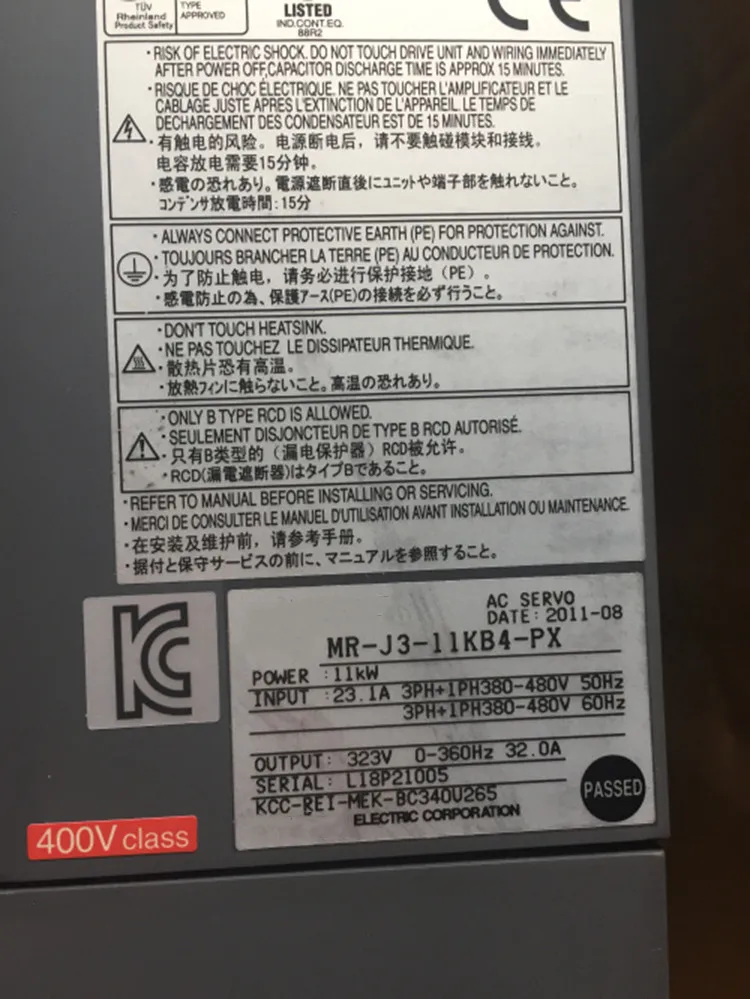 TÜV
Rheinland
Product Safety
TYPE
APPROVED
LISTED
IND.CONT.EQ.
88R2
CE
・RISK OF ELECTRIC SHOCK. DO NOT TOUCH DRIVE UNIT AND WIRING IMMEDIATELY
AFTER POWER OFF,CAPACITOR DISCHARGE TIME IS APPROX 15 MINUTES.
・RISQUE DE CHOC ÉLECTRIQUE. NE PAS TOUCHER L'AMPLIFICATEUR ET LE
CABLAGE JUSTE APRES L'EXTINCTION DE L'APPAREIL. LE TEMPS DE
DECHARGEMENT DES CONDENSATEUR EST DE 15 MINUTES.
・有触电的风险。电源断电后，请不要触碰模块和接线。
电容放电需要15分钟。
・感電の恐れあり。電源遮断直後にユニットや端子部を触れないこと。
コンデンサ放電時間：15分
・ALWAYS CONNECT PROTECTIVE EARTH (PE) FOR PROTECTION AGAINST.
・TOUJOURS BRANCHER LA TERRE (PE) AU CONDUCTEUR DE PROTECTION.
・为了防止触电，请务必进行保护接地（PE）。
・感電防止の為、保護アース(PE)の接続を必ず行うこと。
・DON'T TOUCH HEATSINK.
・NE PAS TOUCHEZ LE DISSIPATEUR THERMIQUE.
・散热片恐有高温。
・放熱フィンに触らないこと。高温の恐れあり。
・ONLY B TYPE RCD IS ALLOWED.
・SEULEMENT DISJONCTEUR DE TYPE B RCD AUTORISÉ.
・只有B类型的（漏电保护器）RCD被允许。
・RCD(漏電遮断器)はタイプBであること。
・REFER TO MANUAL BEFORE INSTALLING OR SERVICING.
・MERCI DE CONSULTER LE MANUEL D'UTILISATION AVANT INSTALLATION OU MAINTENANCE.
・在安装及维护前，请参考手册。
・据付と保守サービスの前に、マニュアルを参照すること。
AC SERVO
DATE: 2011-08
MR-J3-11KB4-PX
POWER :11kW
INPUT :23.1A 3PH+1PH380-480V 50Hz
3PH+1PH380-480V 60Hz
OUTPUT: 323V 0-360Hz 32.0A
SERIAL: L18P21005
KCC-REI-MEK-BC340U265
ELECTRIC CORPORATION
PASSED
KC
400V class